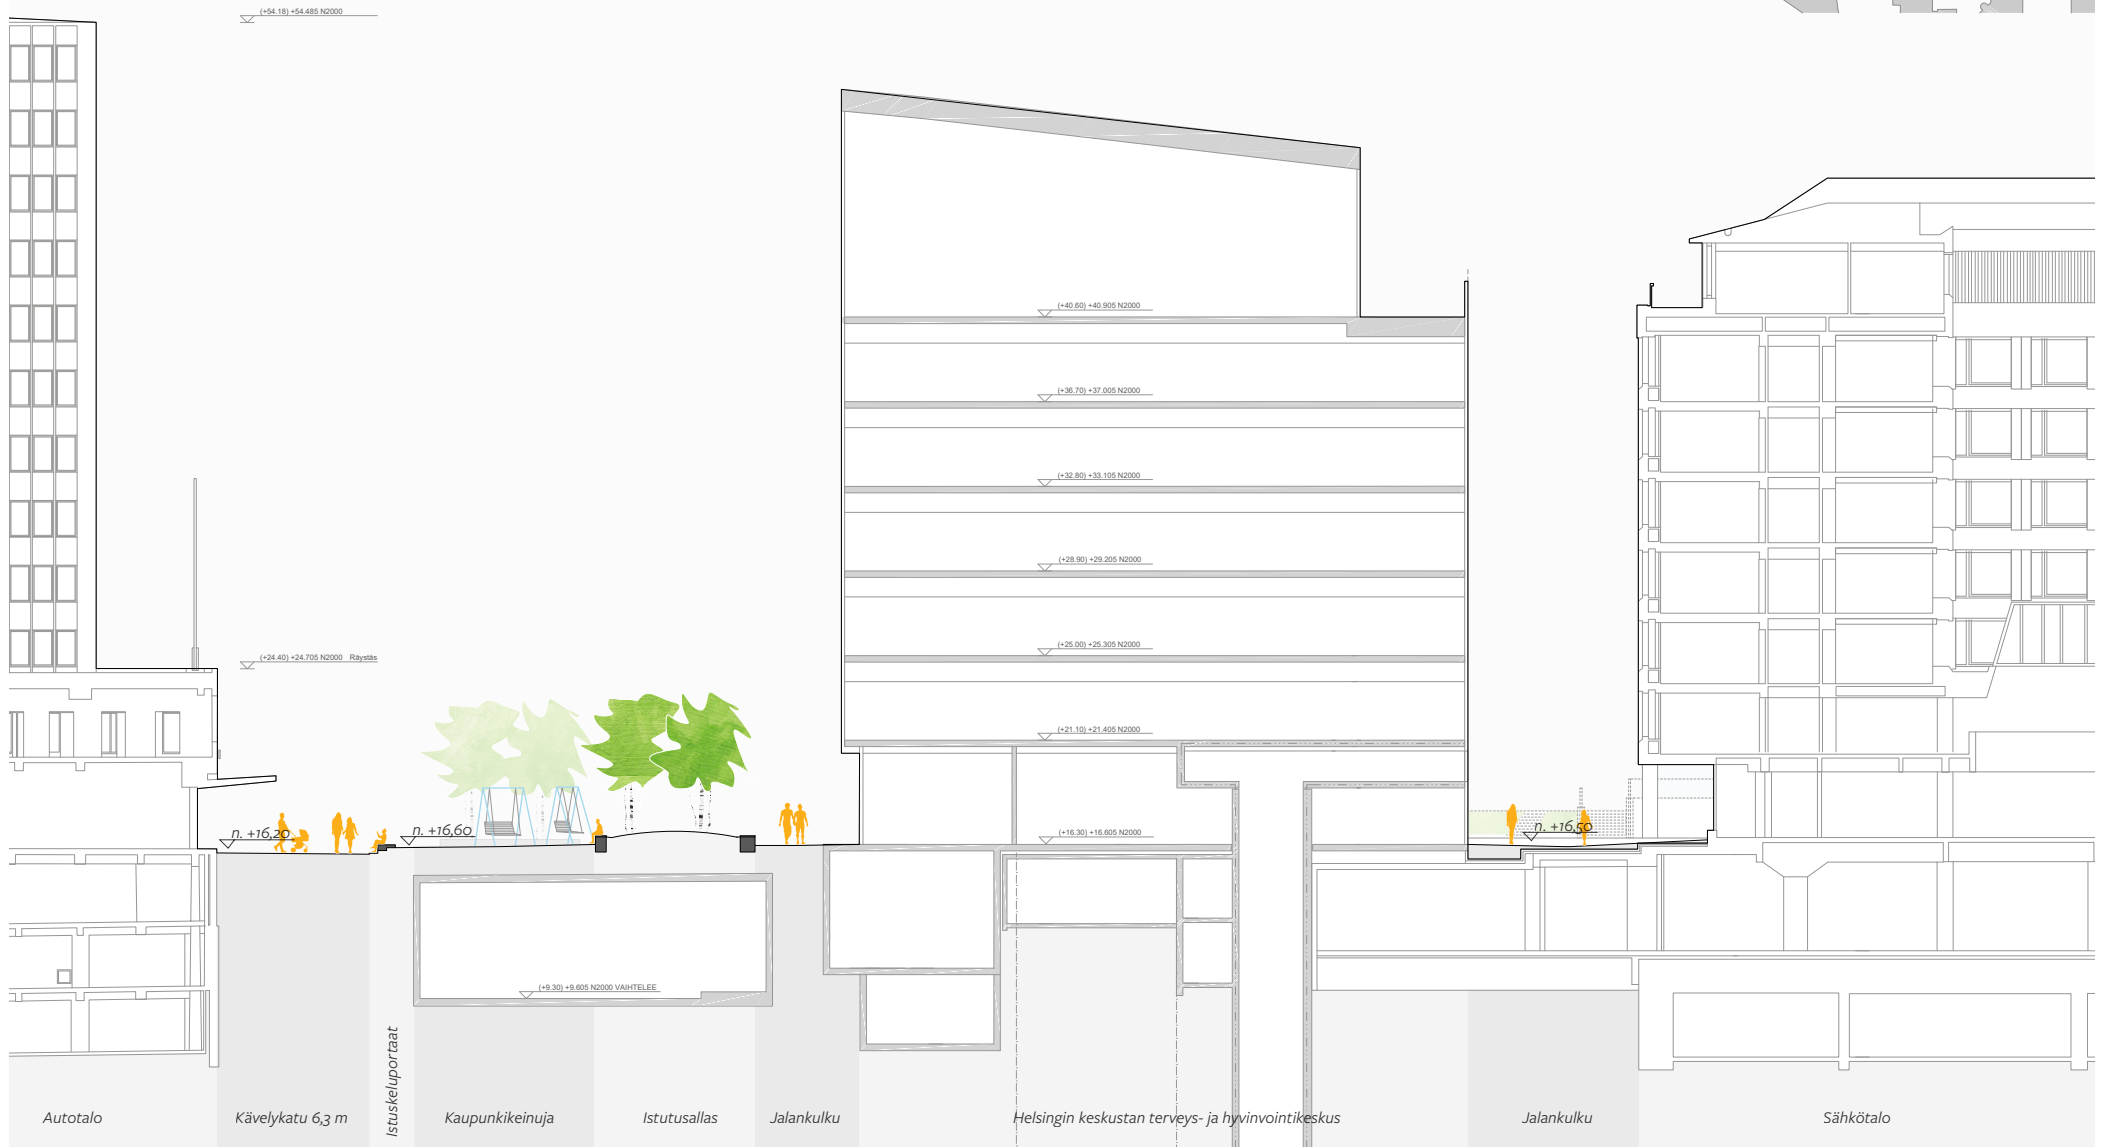 (+54.18) +54.485 N2000
(+40.60) +40.905 N2000
(+36.70) +37.005 N2000
(+32.80) +33.105 N2000
(+28.90) +29.205 N2000
(+25.00) +25.305 N2000
(+24.40) +24.705 N2000 Räystäs
(+21.10) +21.405 N2000
n. +16,20
n. +16,60
(+16.30) +16.605 N2000
n. +16,50
(+9.30) +9.605 N2000 VAIHTELEE
Autotalo
Kävelykatu 6,3 m
Istuskeluportaat
Kaupunkikeinuja
Istutusallas
Jalankulku
Helsingin keskustan terveys- ja hyvinvointikeskus
Jalankulku
Sähkötalo